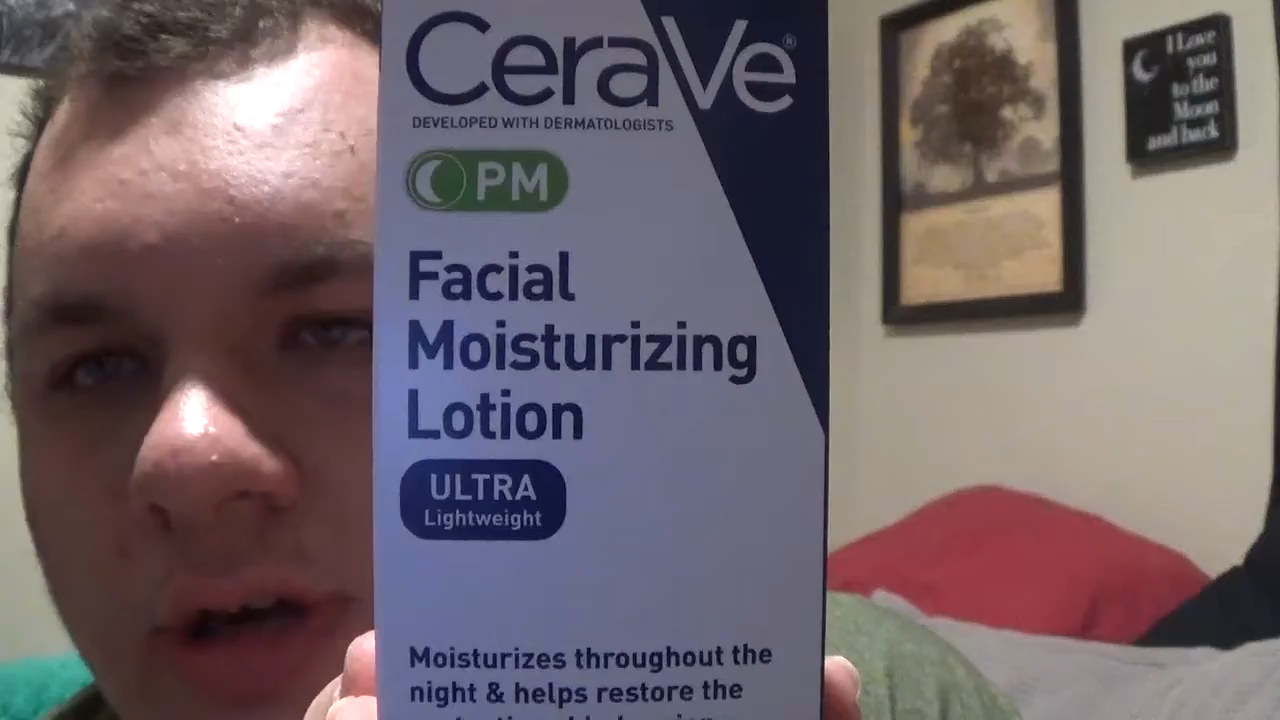 CeraVe®
DEVELOPED WITH DERMATOLOGISTS
PM
Facial
Moisturizing
Lotion
ULTRA
Lightweight
Moisturizes throughout the
night & helps restore the
I Love
you
to the
Moon
and back